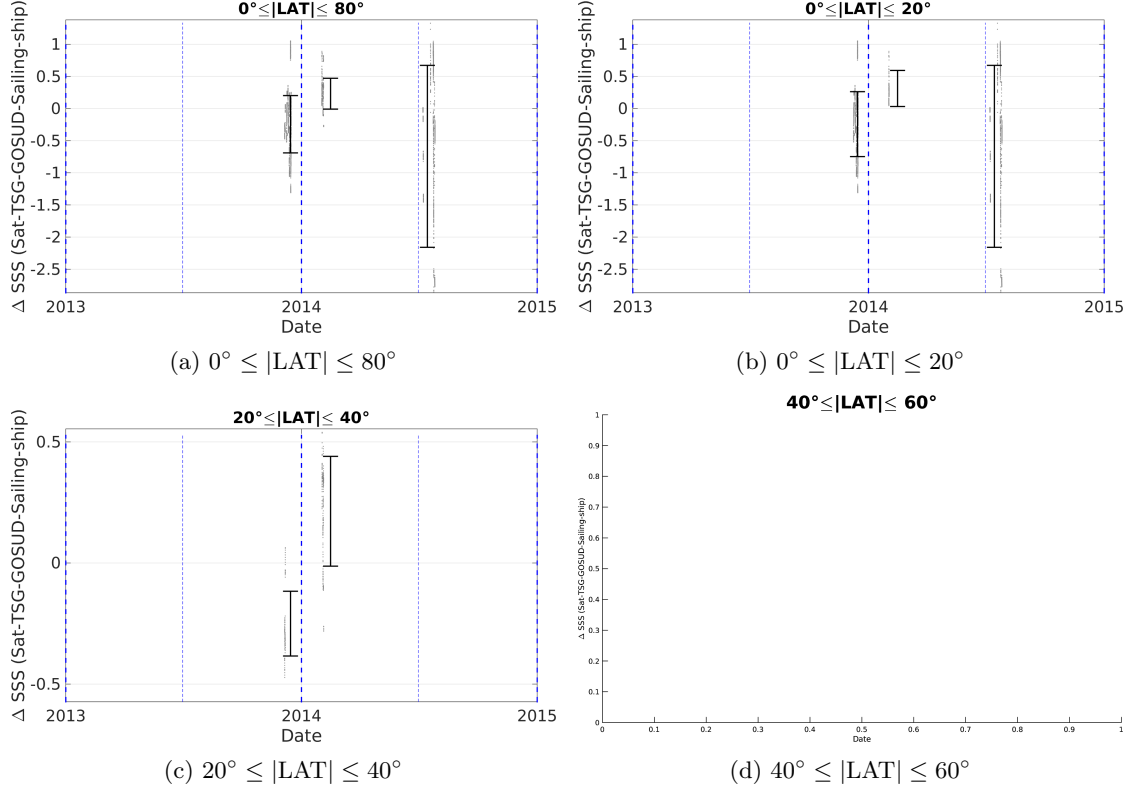 0°≤|LAT|≤ 80°
Δ SSS (Sat-TSG-GOSUD-Sailing-ship)
1
0.5
0
-0.5
-1
-1.5
-2
-2.5
2013 2014 2015
Date
(a) 0° ≤ |LAT| ≤ 80°
0°≤|LAT|≤ 20°
Δ SSS (Sat-TSG-GOSUD-Sailing-ship)
1
0.5
0
-0.5
-1
-1.5
-2
-2.5
2013 2014 2015
Date
(b) 0° ≤ |LAT| ≤ 20°
20°≤|LAT|≤ 40°
Δ SSS (Sat-TSG-GOSUD-Sailing-ship)
0.5
0
-0.5
2013 2014 2015
Date
(c) 20° ≤ |LAT| ≤ 40°
40°≤|LAT|≤ 60°
Δ SSS (Sat-TSG-GOSUD-Sailing-ship)
1
0.9
0.8
0.7
0.6
0.5
0.4
0.3
0.2
0.1
0
0 0.1 0.2 0.3 0.4 0.5 0.6 0.7 0.8 0.9 1
Date
(d) 40° ≤ |LAT| ≤ 60°